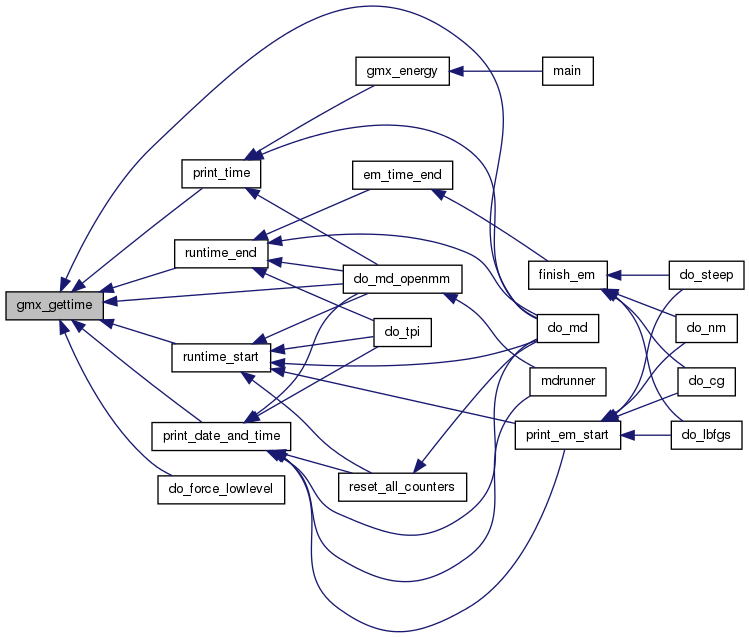 gmx_energy
main
print_time
em_time_end
runtime_end
finish_em
do_steep
do_md_openmm
gmx_gettime
do_tpi
do_md
do_nm
runtime_start
mdrunner
do_cg
print_date_and_time
print_em_start
do_lbfgs
do_force_lowlevel
reset_all_counters